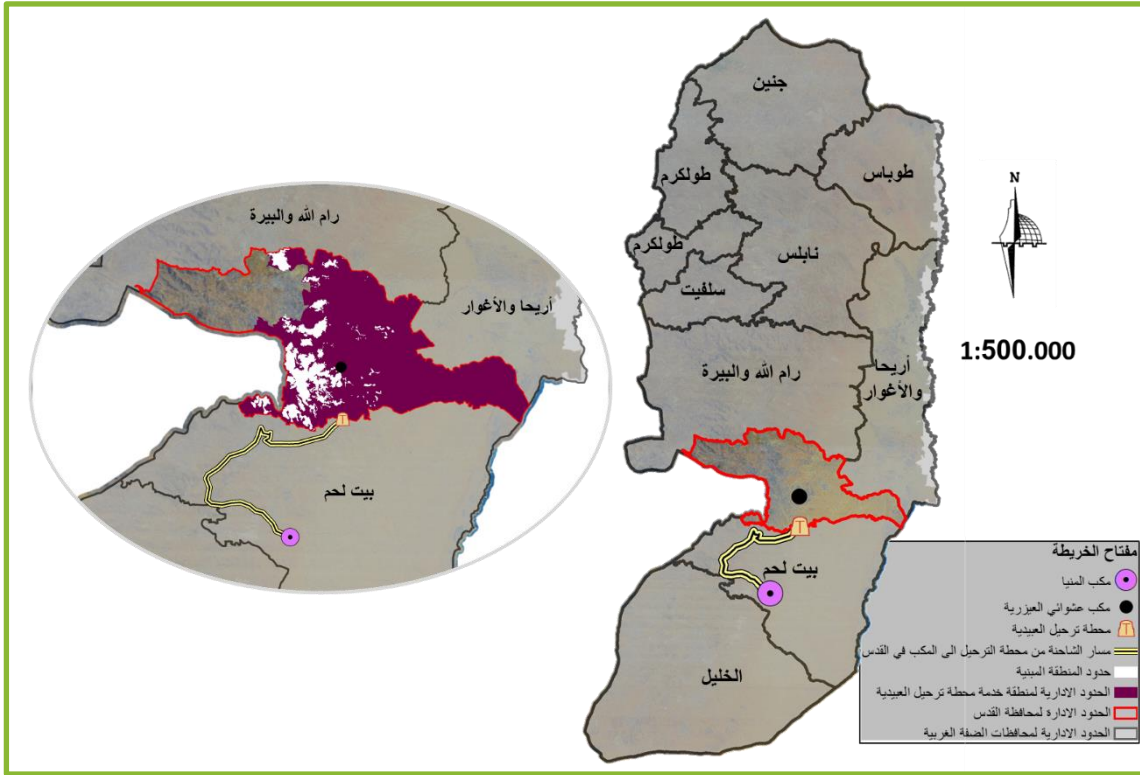 جنين
طوباس
طولكرم
نابلس
طولكرم
سلفيت
رام الله والبيرة
أريحا
والأغوار
بيت لحم
الخليل
N
1:500.000
رام الله والبيرة
أريحا والأغوار
بيت لحم
T
T
مفتاح الخريطة
مكب المنيا
مكب عشوائي العيزرية
T محطة ترحيل العبيدية
مسار الشاحنة من محطة الترحيل الى المكب في القدس
حدود المنطقة المبنية
الحدود الادارية لمنطقة خدمة محطة ترحيل العبيدية
الحدود الادارة لمحافظة القدس
الحدود الادارية لمحافظات الضفة الغربية